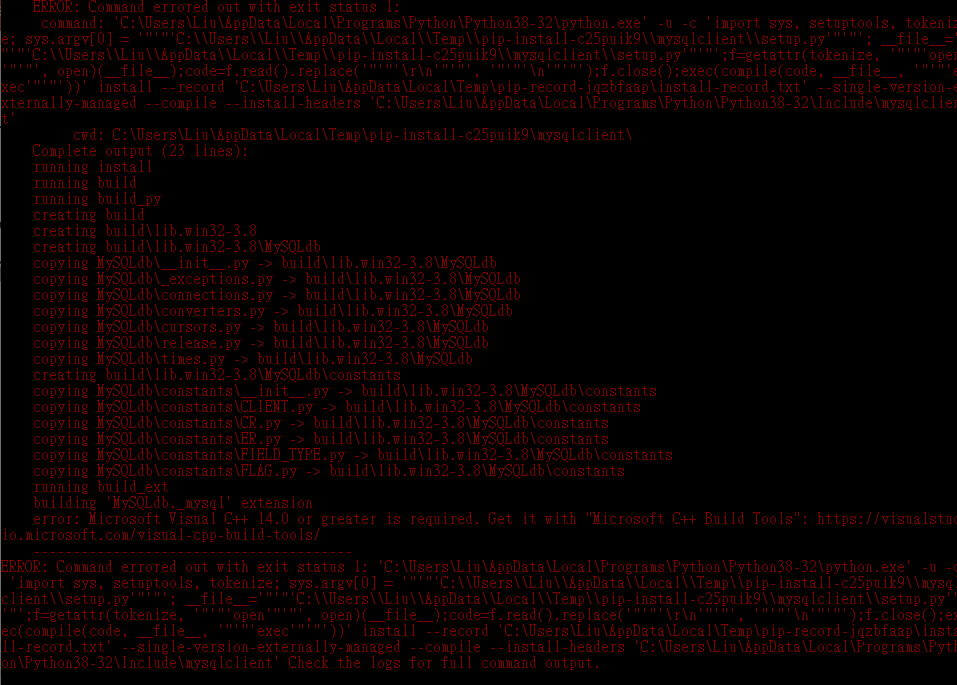 ERROR: Command errored out with exit status 1:
command: 'C:\Users\Liu\AppData\Local\Programs\Python\Python38-32\python.exe' -u -c 'import sys, setuptools, tokeniz
e; sys.argv[0] = '"'"'C:\\Users\\Liu\\AppData\\Local\\Temp\\pip-install-c25puik9\\mysqlclient\\setup.py'"'"'; __file__='
"'"'C:\\Users\\Liu\\AppData\\Local\\Temp\\pip-install-c25puik9\\mysqlclient\\setup.py'"'"';f=getattr(tokenize, '"'"'open
'"'"', open)(__file__);code=f.read().replace('"'"'\r\n'"'"', '"'"'\n'"'"');f.close();exec(compile(code, __file__, '"'"'e
xec'"'"'))' install --record 'C:\Users\Liu\AppData\Local\Temp\pip-record-jqzbfaap\install-record.txt' --single-version-e
xternally-managed --compile --install-headers 'C:\Users\Liu\AppData\Local\Programs\Python\Python38-32\Include\mysqlclien
t'
cwd: C:\Users\Liu\AppData\Local\Temp\pip-install-c25puik9\mysqlclient\
Complete output (23 lines):
running install
running build
running build_py
creating build
creating build\lib.win32-3.8
creating build\lib.win32-3.8\MySQLdb
copying MySQLdb\__init__.py -> build\lib.win32-3.8\MySQLdb
copying MySQLdb\_exceptions.py -> build\lib.win32-3.8\MySQLdb
copying MySQLdb\connections.py -> build\lib.win32-3.8\MySQLdb
copying MySQLdb\converters.py -> build\lib.win32-3.8\MySQLdb
copying MySQLdb\cursors.py -> build\lib.win32-3.8\MySQLdb
copying MySQLdb\release.py -> build\lib.win32-3.8\MySQLdb
copying MySQLdb\times.py -> build\lib.win32-3.8\MySQLdb
creating build\lib.win32-3.8\MySQLdb\constants
copying MySQLdb\constants\__init__.py -> build\lib.win32-3.8\MySQLdb\constants
copying MySQLdb\constants\CLIENT.py -> build\lib.win32-3.8\MySQLdb\constants
copying MySQLdb\constants\CR.py -> build\lib.win32-3.8\MySQLdb\constants
copying MySQLdb\constants\ER.py -> build\lib.win32-3.8\MySQLdb\constants
copying MySQLdb\constants\FIELD_TYPE.py -> build\lib.win32-3.8\MySQLdb\constants
copying MySQLdb\constants\FLAG.py -> build\lib.win32-3.8\MySQLdb\constants
running build_ext
building 'MySQLdb._mysql' extension
error: Microsoft Visual C++ 14.0 or greater is required. Get it with "Microsoft C++ Build Tools": https://visualstud
io.microsoft.com/visual-cpp-build-tools/
----------------------------------------
ERROR: Command errored out with exit status 1: 'C:\Users\Liu\AppData\Local\Programs\Python\Python38-32\python.exe' -u -c
'import sys, setuptools, tokenize; sys.argv[0] = '"'"'C:\\Users\\Liu\\AppData\\Local\\Temp\\pip-install-c25puik9\\mysql
client\\setup.py'"'"'; __file__='"'"'C:\\Users\\Liu\\AppData\\Local\\Temp\\pip-install-c25puik9\\mysqlclient\\setup.py'"
'"';f=getattr(tokenize, '"'"'open'"'"', open)(__file__);code=f.read().replace('"'"'\r\n'"'"', '"'"'\n'"'"');f.close();ex
ec(compile(code, __file__, '"'"'exec'"'"'))' install --record 'C:\Users\Liu\AppData\Local\Temp\pip-record-jqzbfaap\insta
ll-record.txt' --single-version-externally-managed --compile --install-headers 'C:\Users\Liu\AppData\Local\Programs\Pyth
on\Python38-32\Include\mysqlclient' Check the logs for full command output.